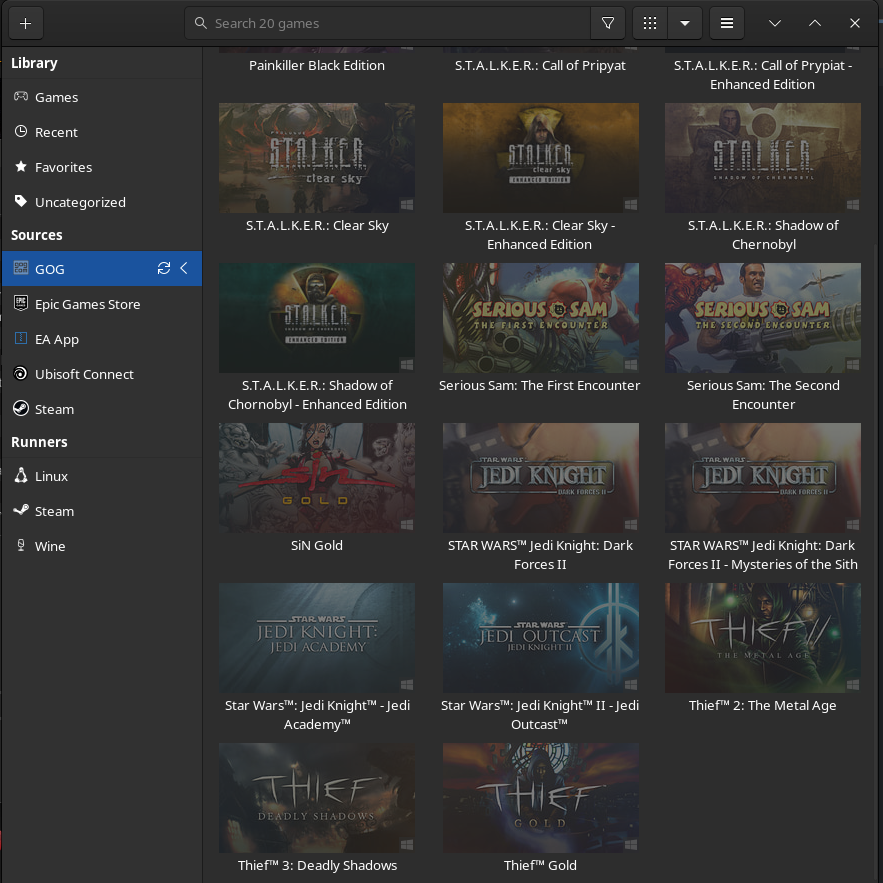 Search 20 games
Library
Games
Recent
Favorites
Uncategorized
Sources
GOG
EPIC
Epic Games Store
EA App
Ubisoft Connect
Steam
Runners
Linux
Steam
Wine
Painkiller Black Edition
S.T.A.L.K.E.R.: Call of Pripyat
S.T.A.L.K.E.R.: Call of Prypiat -
Enhanced Edition
S.T.A.L.K.E.R.
clear sky
S.T.A.L.K.E.R.: Clear Sky
S.T.A.L.K.E.R.
clear sky
ENHANCED EDITION
S.T.A.L.K.E.R.: Clear Sky -
Enhanced Edition
S.T.A.L.K.E.R.
SHADOW OF CHORNOBYL
S.T.A.L.K.E.R.: Shadow of
Chernobyl
S.T.A.L.K.E.R.
SHADOW OF CHORNOBYL
ENHANCED EDITION
S.T.A.L.K.E.R.: Shadow of
Chornobyl - Enhanced Edition
SERIOUS SAM
THE FIRST ENCOUNTER
Serious Sam: The First Encounter
SERIOUS SAM
THE SECOND ENCOUNTER
Serious Sam: The Second
Encounter
SiN
GOLD
SiN Gold
STAR WARS
JEDI KNIGHT
DARK FORCES II
STAR WARS™ Jedi Knight: Dark
Forces II
STAR WARS
JEDI KNIGHT
DARK FORCES II
STAR WARS™ Jedi Knight: Dark
Forces II - Mysteries of the Sith
STAR WARS
JEDI KNIGHT:
JEDI ACADEMY
Star Wars™: Jedi Knight™ - Jedi
Academy™
STAR WARS
JEDI OUTCAST
JEDI KNIGHT II
Star Wars™: Jedi Knight™ II - Jedi
Outcast™
THIEF II
THE METAL AGE
Thief™ 2: The Metal Age
THIEF
DEADLY SHADOWS
Thief™ 3: Deadly Shadows
THIEF
GOLD
Thief™ Gold